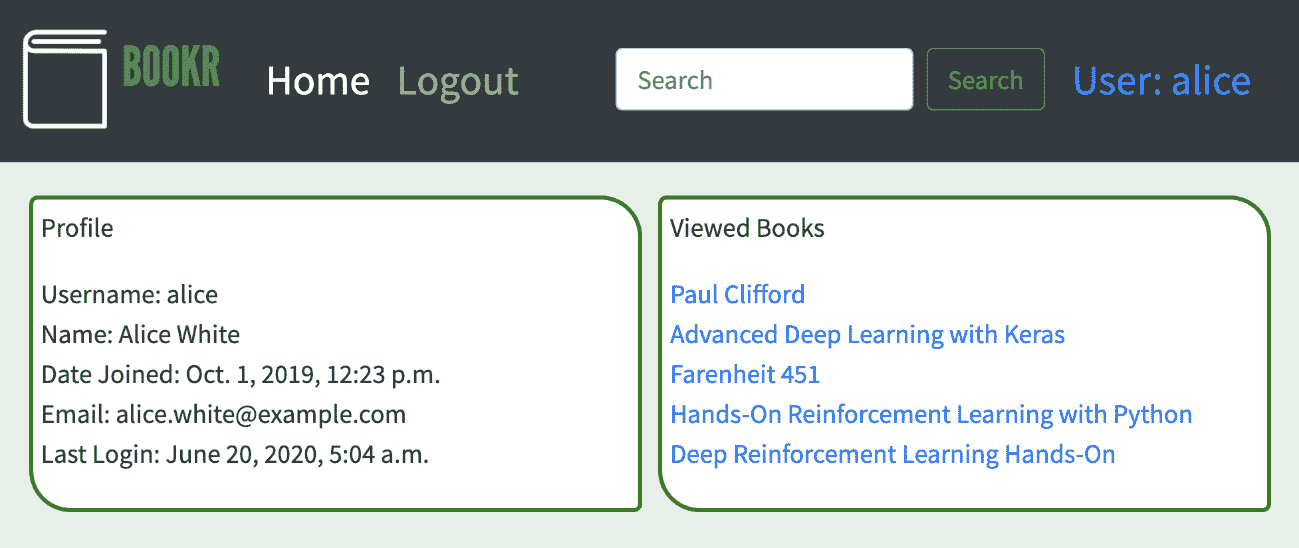 BOOKR
Home
Logout
Search
Search
User: alice
Profile
Username: alice
Name: Alice White
Date Joined: Oct. 1, 2019, 12:23 p.m.
Email: alice.white@example.com
Last Login: June 20, 2020, 5:04 a.m.
Viewed Books
Paul Clifford
Advanced Deep Learning with Keras
Farenheit 451
Hands-On Reinforcement Learning with Python
Deep Reinforcement Learning Hands-On